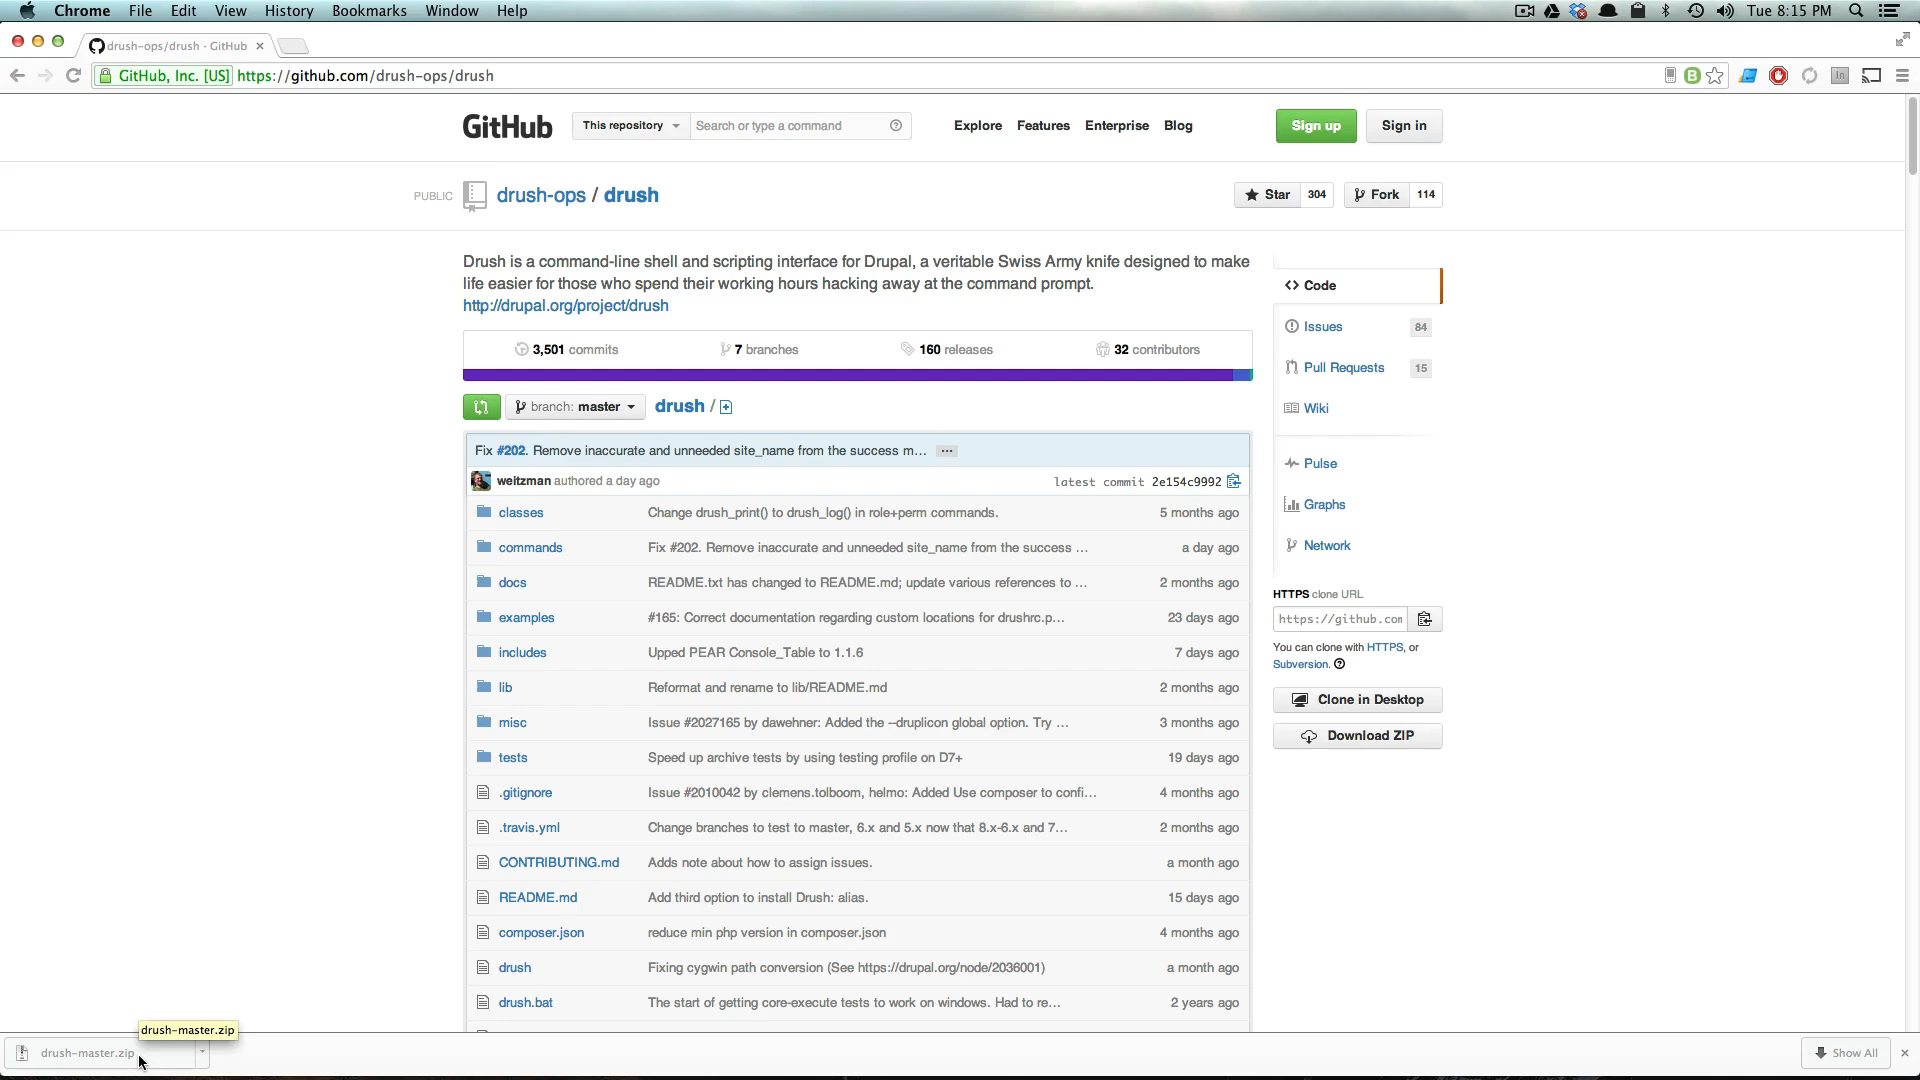 Chrome File Edit View History Bookmarks Window Help Tue 8:15 PM
drush-ops/drush · GitHub
GitHub, Inc. [US] https://github.com/drush-ops/drush
GitHub This repository Search or type a command Explore Features Enterprise Blog Sign up Sign in
PUBLIC drush-ops / drush Star 304 Fork 114
Drush is a command-line shell and scripting interface for Drupal, a veritable Swiss Army knife designed to make
life easier for those who spend their working hours hacking away at the command prompt.
http://drupal.org/project/drush
3,501 commits 7 branches 160 releases 32 contributors
branch: master drush /
Fix #202. Remove inaccurate and unneeded site_name from the success m… …
weitzman authored a day ago latest commit 2e154c9992
classes Change drush_print() to drush_log() in role+perm commands. 5 months ago
commands Fix #202. Remove inaccurate and unneeded site_name from the success … a day ago
docs README.txt has changed to README.md; update various references to … 2 months ago
examples #165: Correct documentation regarding custom locations for drushrc.p… 23 days ago
includes Upped PEAR Console_Table to 1.1.6 7 days ago
lib Reformat and rename to lib/README.md 2 months ago
misc Issue #2027165 by dawehner: Added the --druplicon global option. Try … 3 months ago
tests Speed up archive tests by using testing profile on D7+ 19 days ago
.gitignore Issue #2010042 by clemens.tolboom, helmo: Added Use composer to confi… 4 months ago
.travis.yml Change branches to test to master, 6.x and 5.x now that 8.x-6.x and 7… 2 months ago
CONTRIBUTING.md Adds note about how to assign issues. a month ago
README.md Add third option to install Drush: alias. 15 days ago
composer.json reduce min php version in composer.json 4 months ago
drush Fixing cygwin path conversion (See https://drupal.org/node/2036001) a month ago
drush.bat The start of getting core-execute tests to work on windows. Had to re… 2 years ago
Code
Issues 84
Pull Requests 15
Wiki
Pulse
Graphs
Network
HTTPS clone URL
https://github.con
You can clone with HTTPS, or
Subversion.
Clone in Desktop
Download ZIP
drush-master.zip
drush-master.zip Show All